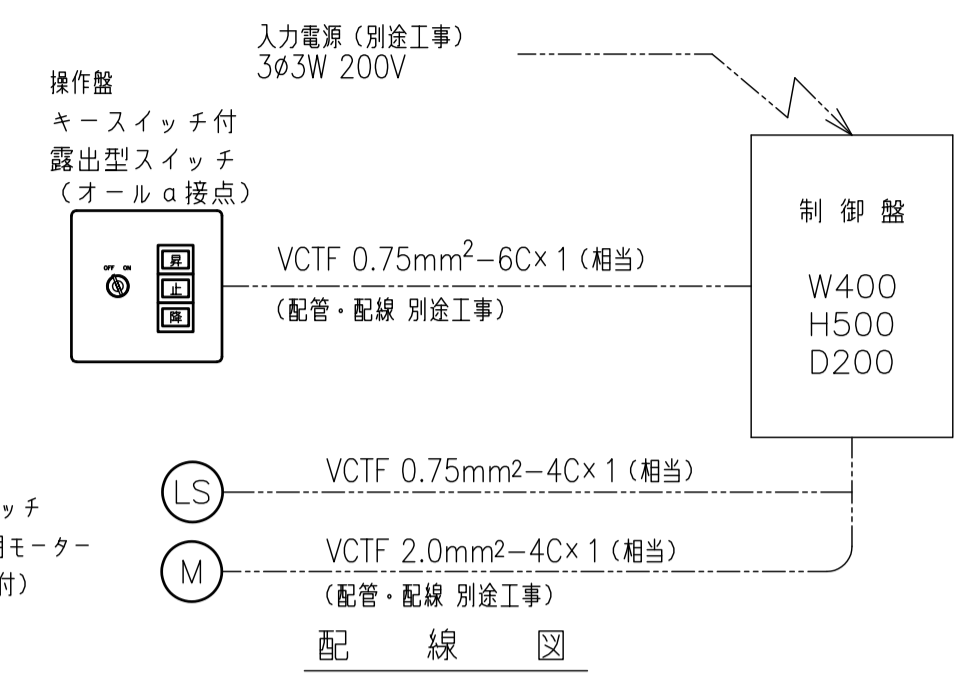 入力電源（別途工事）
3ø3W 200V
操作盤
キースイッチ付
露出型スイッチ
（オールa接点）
OFF ON
昇
止
降
VCTF 0.75mm²−6C×1（相当）
（配管・配線 別途工事）
制御盤
W400
H500
D200
LS
VCTF 0.75mm²−4C×1（相当）
ッチ
モーター
付）
M
VCTF 2.0mm²−4C×1（相当）
（配管・配線 別途工事）
配線図